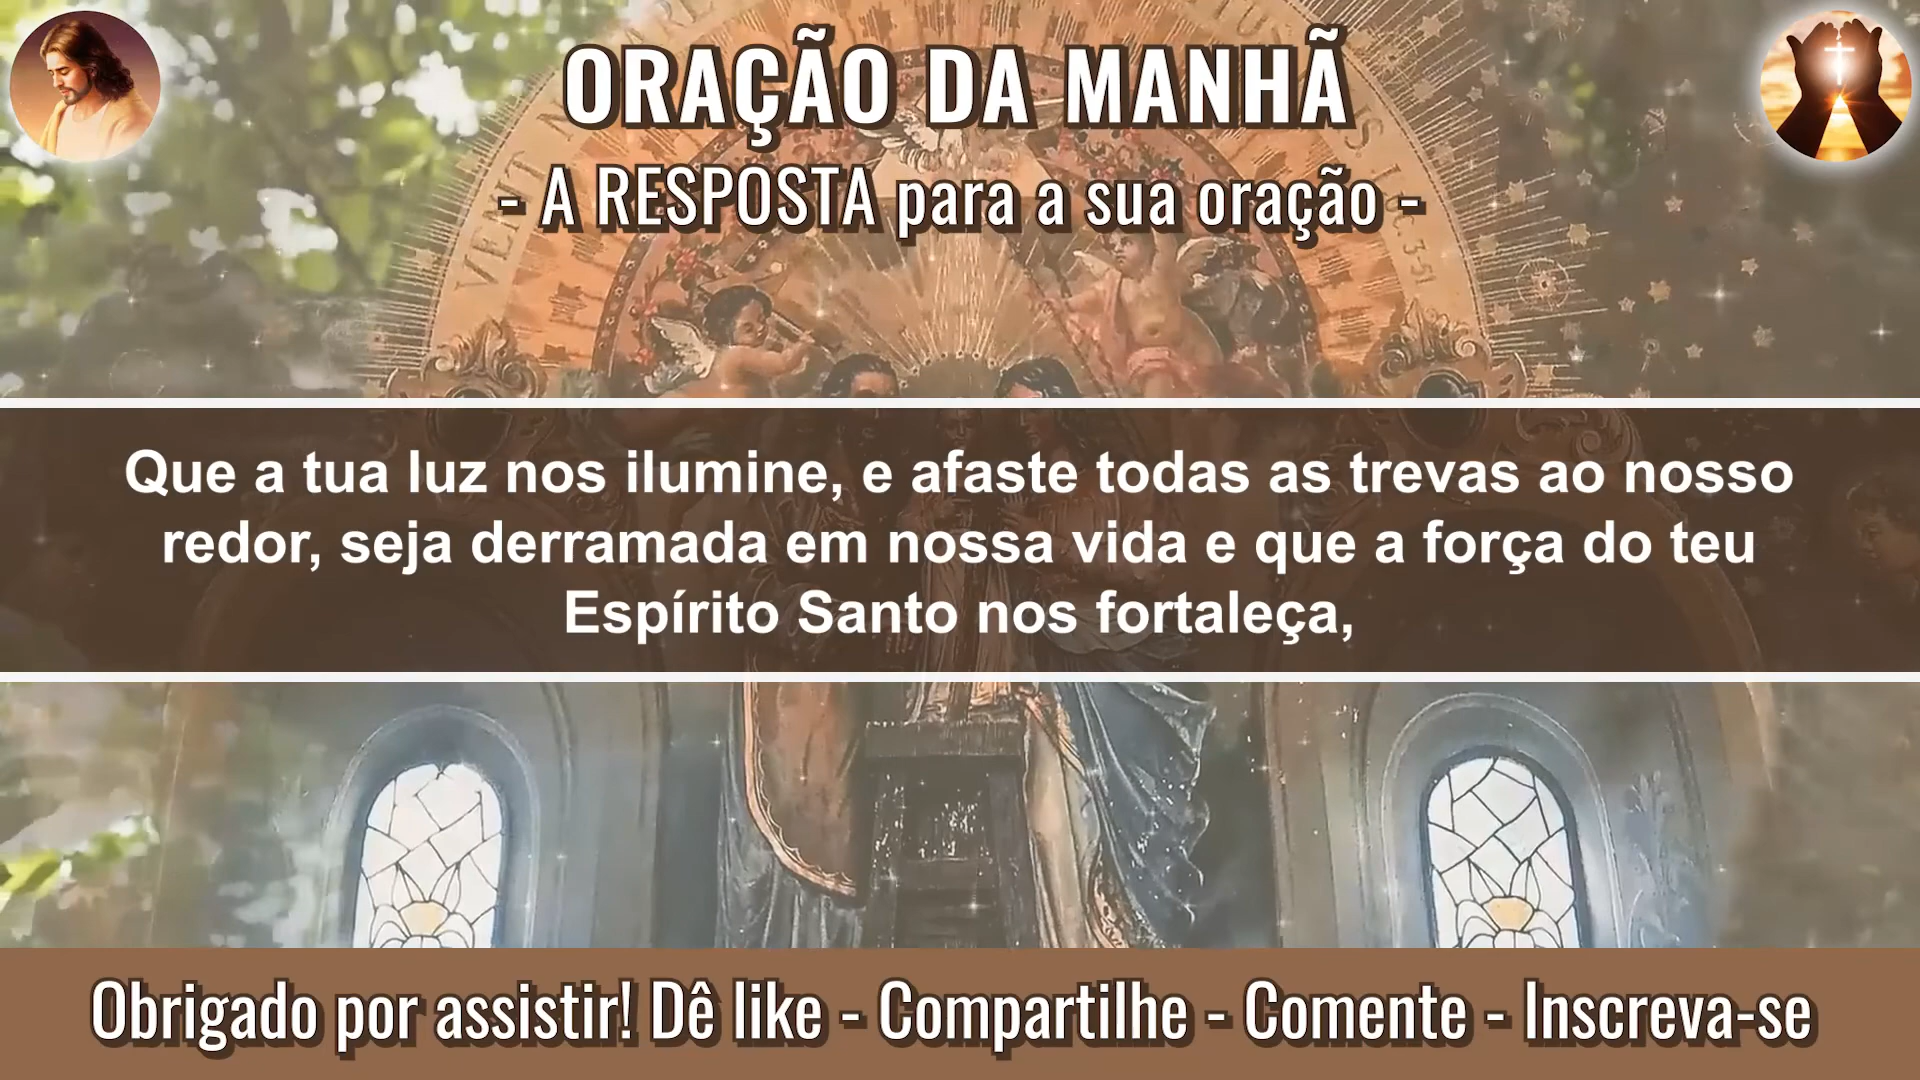 ORAÇÃO DA MANHÃ
- A RESPOSTA para a sua oração -
VENT
Que a tua luz nos ilumine, e afaste todas as trevas ao nosso
redor, seja derramada em nossa vida e que a força do teu
Espírito Santo nos fortaleça,
Obrigado por assistir! Dê like - Compartilhe - Comente - Inscreva-se